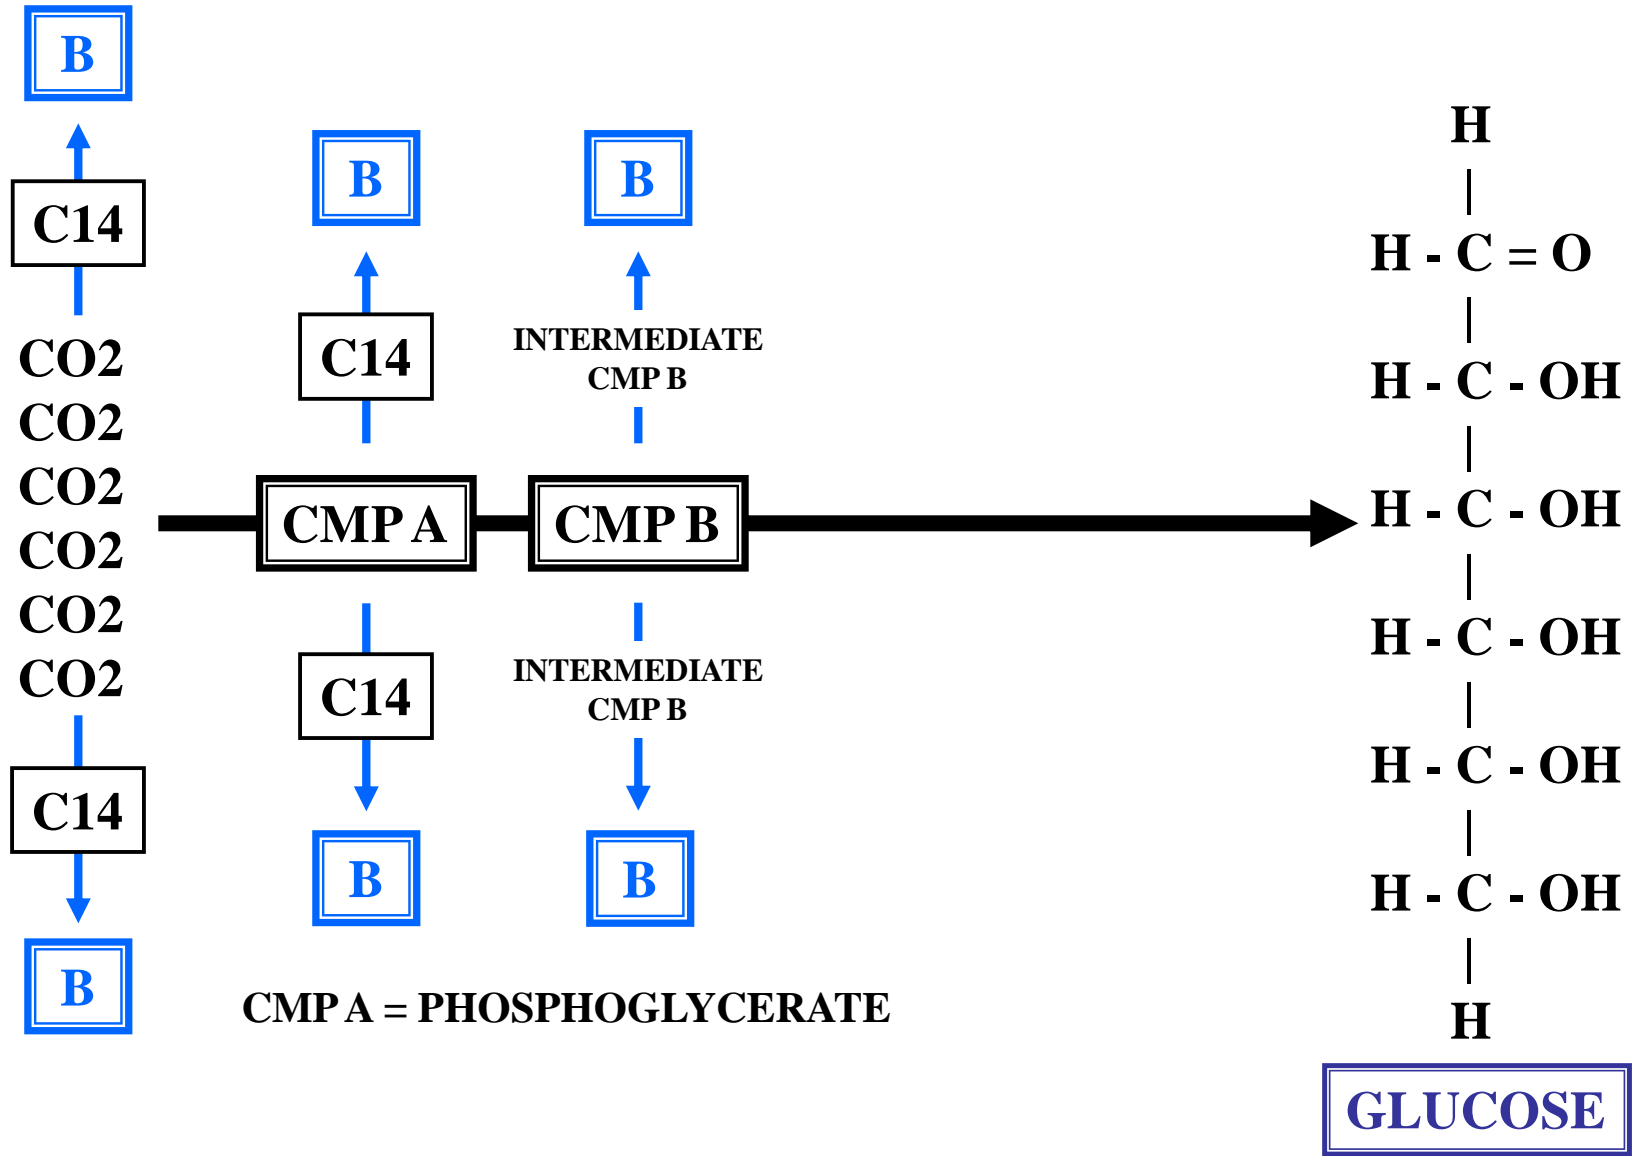 B
C14
CO2
CO2
CO2
CO2
CO2
CO2
C14
B
B
C14
CMP A
C14
B
B
INTERMEDIATE
CMP B
CMP B
INTERMEDIATE
CMP B
B
CMP A = PHOSPHOGLYCERATE
H
H - C = O
H - C - OH
H - C - OH
H - C - OH
H - C - OH
H - C - OH
H
GLUCOSE